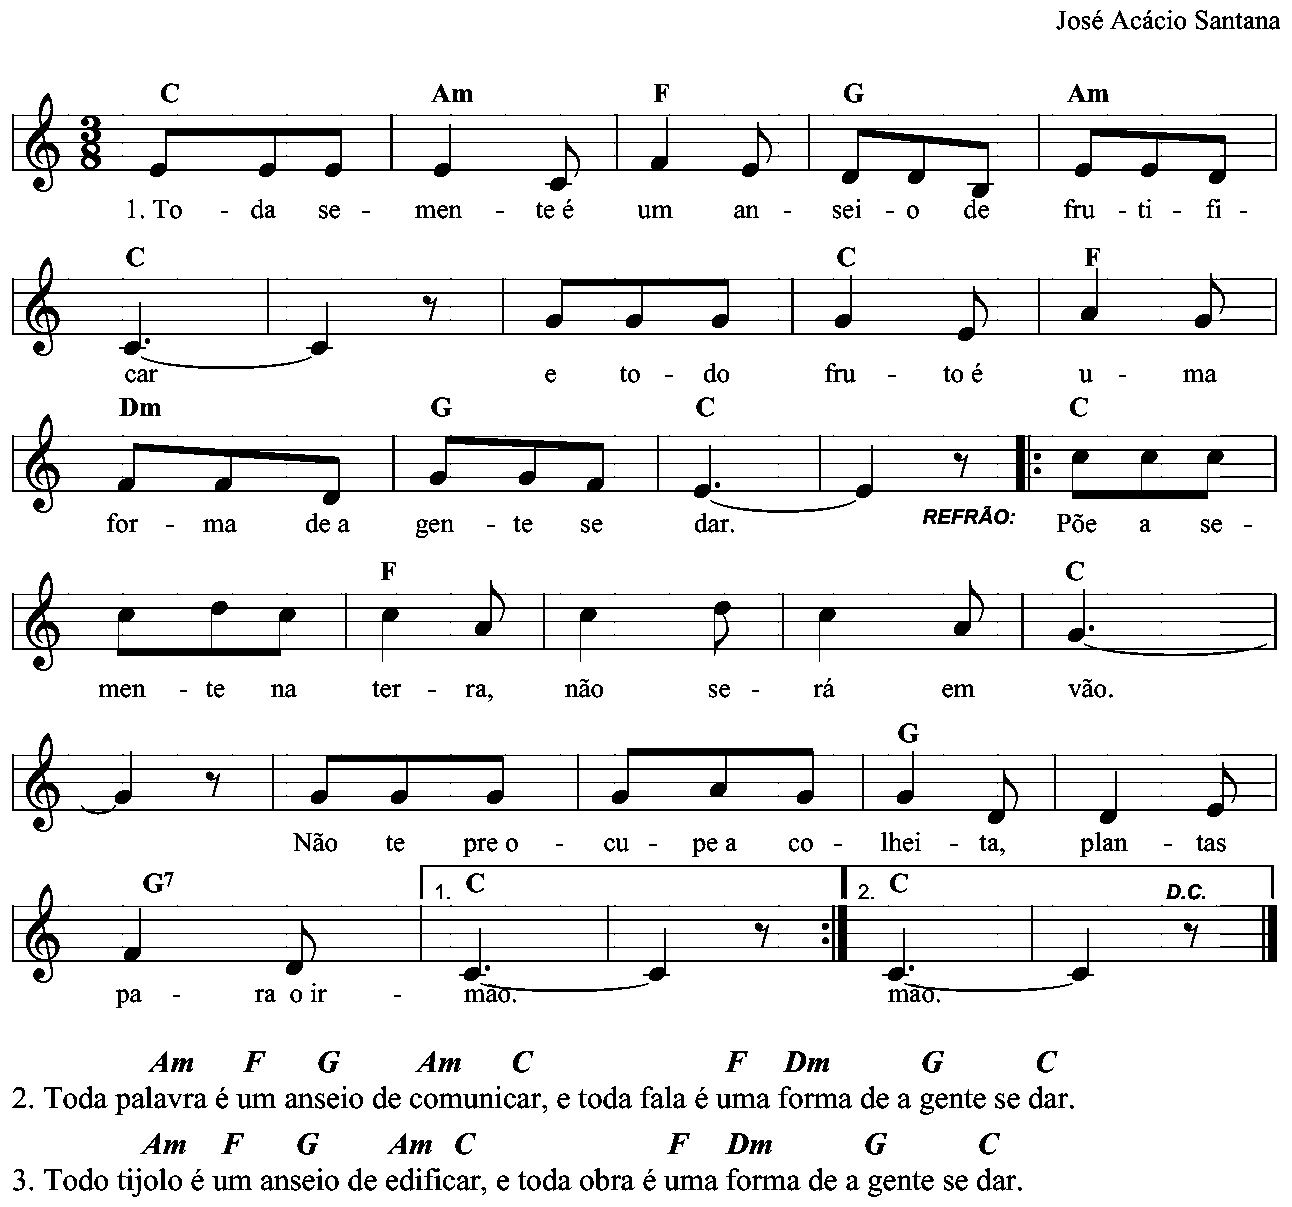 José Acácio Santana
C Am F G Am
3
8
1. To - da se - men - te é um an - sei - o de fru - ti - fi -
C C F
car e to - do fru - to é u - ma
Dm G C C
for - ma de a gen - te se dar. REFRÃO: Põe a se -
F C
men - te na ter - ra, não se - rá em vão.
G
Não te pre o - cu - pe a co - lhei - ta, plan - tas
G7 1. C 2. C D.C.
pa - ra o ir - mão. mão.
Am F G Am C F Dm G C
2. Toda palavra é um anseio de comunicar, e toda fala é uma forma de a gente se dar.
Am F G Am C F Dm G C
3. Todo tijolo é um anseio de edificar, e toda obra é uma forma de a gente se dar.